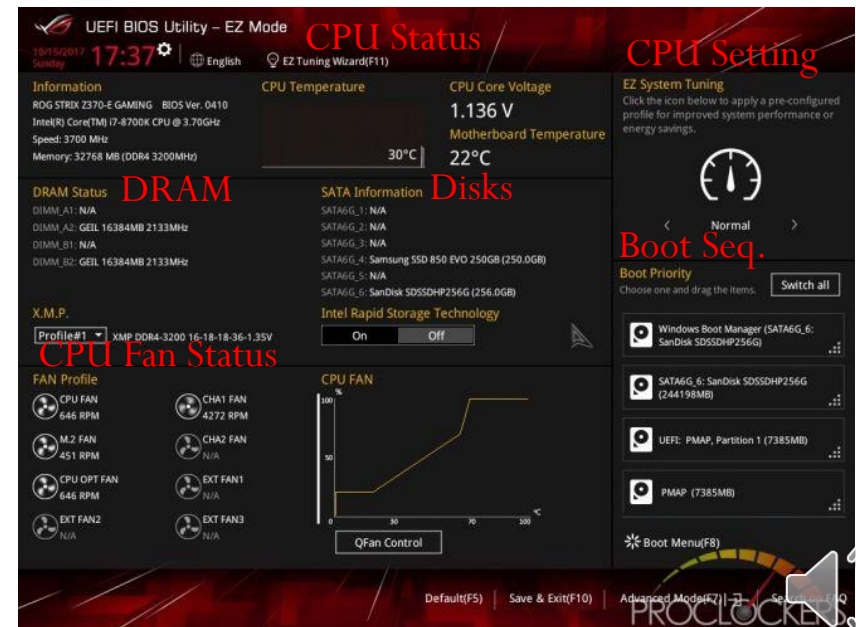 UEFI BIOS Utility – EZ Mode
CPU Status
CPU Setting
10/15/2017
Sunday
17:37
English
EZ Tuning Wizard(F11)
Information
ROG STRIX Z370-E GAMING BIOS Ver. 0410
Intel(R) Core(TM) i7-8700K CPU @ 3.70GHz
Speed: 3700 MHz
Memory: 32768 MB (DDR4 3200MHz)
CPU Temperature
30°C
CPU Core Voltage
1.136 V
Motherboard Temperature
22°C
EZ System Tuning
Click the icon below to apply a pre-configured
profile for improved system performance or
energy savings.
< Normal >
DRAM Status DRAM
DIMM_A1: N/A
DIMM_A2: GEIL 16384MB 2133MHz
DIMM_B1: N/A
DIMM_B2: GEIL 16384MB 2133MHz
SATA Information Disks
SATA6G_1: N/A
SATA6G_2: N/A
SATA6G_3: N/A
SATA6G_4: Samsung SSD 850 EVO 250GB (250.0GB)
SATA6G_5: N/A
SATA6G_6: SanDisk SDSSDHP256G (256.0GB)
X.M.P.
Profile#1 XMP DDR4-3200 16-18-18-36-1.35V
Intel Rapid Storage Technology
On Off
Boot Seq.
Boot Priority
Choose one and drag the items.
Switch all
Windows Boot Manager (SATA6G_6:
SanDisk SDSSDHP256G)
SATA6G_6: SanDisk SDSSDHP256G
(244198MB)
UEFI: PMAP, Partition 1 (7385MB)
PMAP (7385MB)
Boot Menu(F8)
CPU Fan Status
FAN Profile
CPU FAN
646 RPM
CHA1 FAN
4272 RPM
M.2 FAN
451 RPM
CHA2 FAN
N/A
CPU OPT FAN
646 RPM
EXT FAN1
N/A
EXT FAN2
N/A
EXT FAN3
N/A
CPU FAN
%
100
50
0 30 70 100
°C
QFan Control
Default(F5) Save & Exit(F10) Advanced Mode(F7) Search on FAQ
PROCLOCKERS